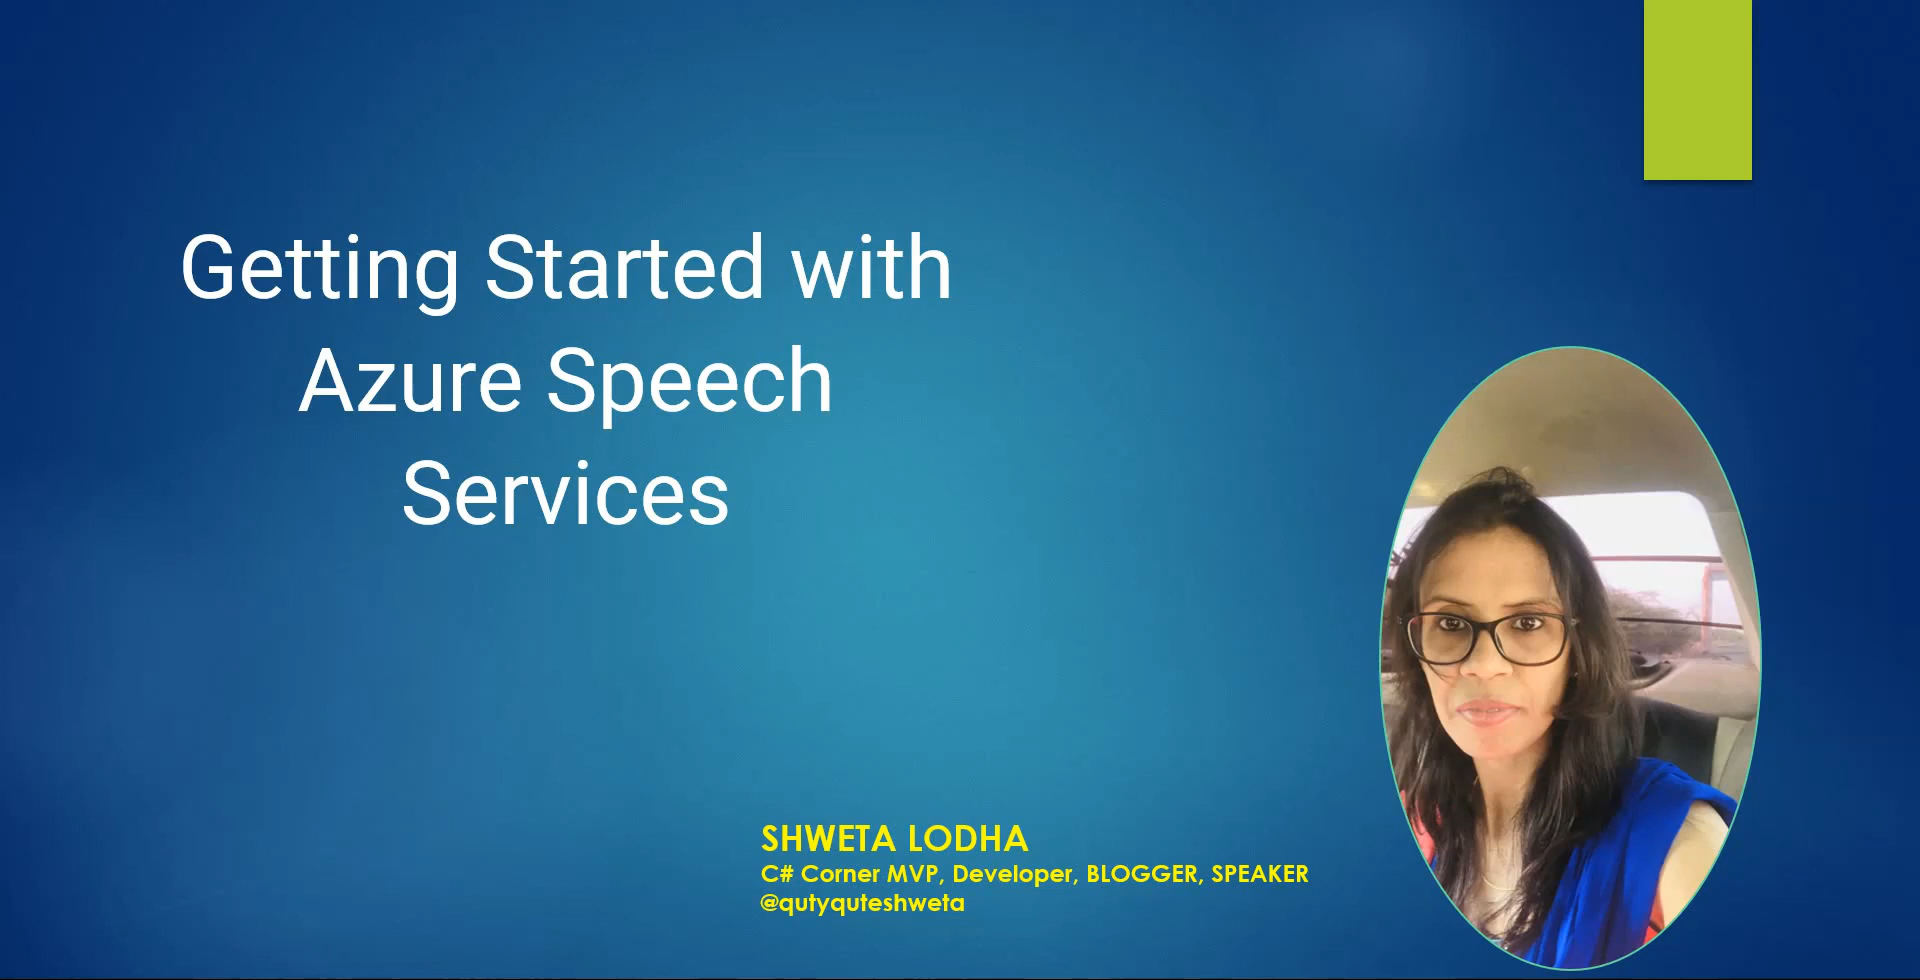 Getting Started with
Azure Speech
Services
SHWETA LODHA
C# Corner MVP, Developer, BLOGGER, SPEAKER
@qutyquteshweta